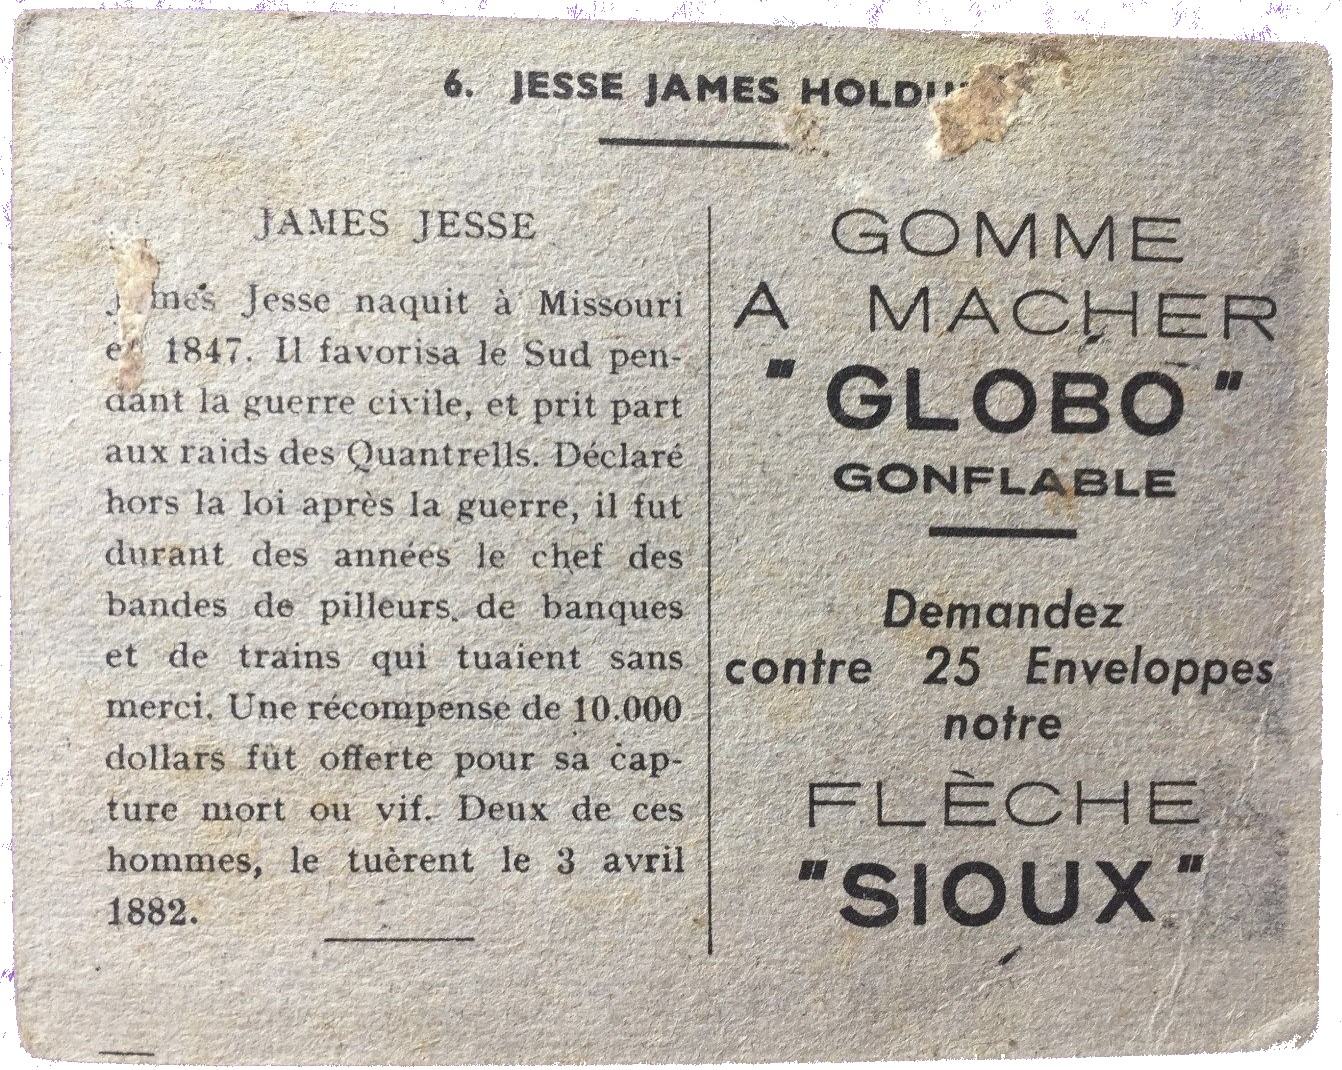 6. JESSE JAMES
JAMES JESSE
Jesse naquit à Missouri
1847. Il favorisa le Sud pen-
dant la guerre civile, et prit part
aux raids des Quantrells. Déclaré
hors la loi après la guerre, il fut
durant des années le chef des
bandes de pilleurs de banques
et de trains qui tuaient sans
merci. Une récompense de 10.000
dollars fût offerte pour sa cap-
ture mort ou vif. Deux de ces
hommes, le tuèrent le 3 avril
1882.
GOMME
A MACHER
"GLOBO"
GONFLABLE
Demandez
contre 25 Enveloppes
notre
FLÈCHE
"SIOUX"